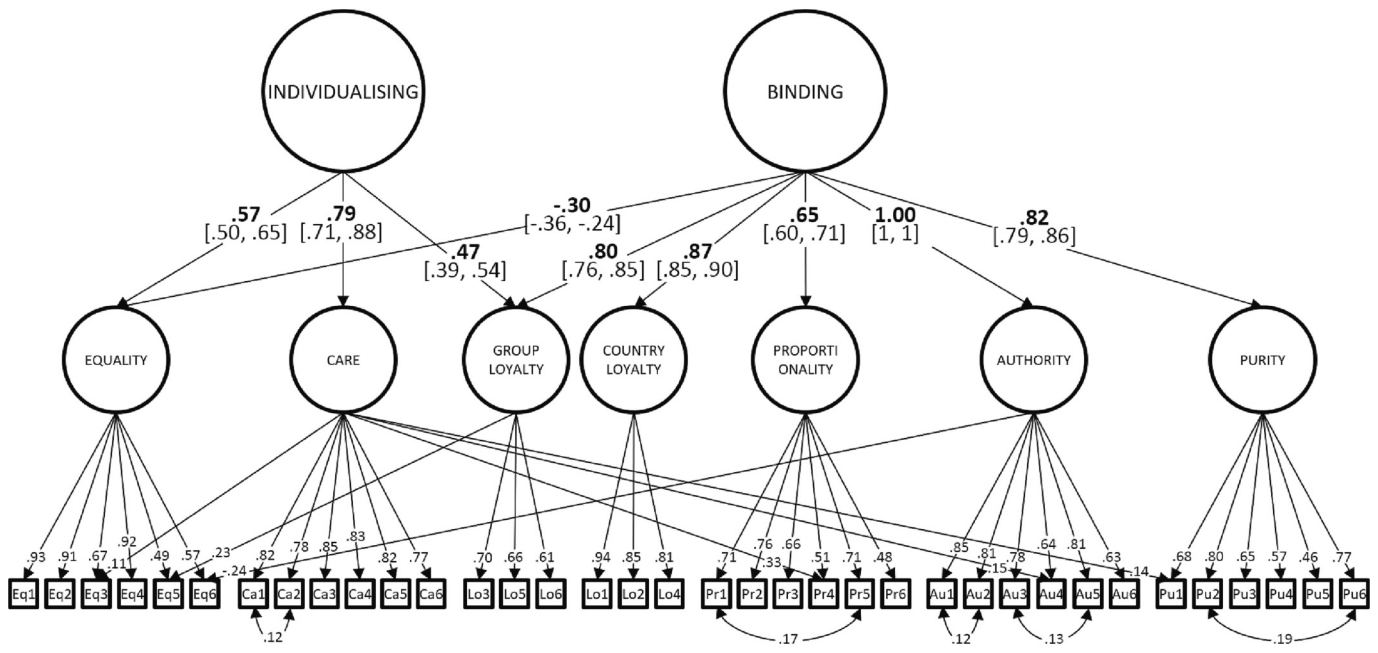 INDIVIDUALISING
BINDING
.57
[.50, .65]
.79
[.71, .88]
.47
[.39, .54]
-.30
[-.36, -.24]
.80
[.76, .85]
.87
[.85, .90]
.65
[.60, .71]
1.00
[1, 1]
.82
[.79, .86]
EQUALITY
CARE
GROUP
LOYALTY
COUNTRY
LOYALTY
PROPORTI
ONALITY
AUTHORITY
PURITY
.93 .91 .67 .11 .92 .49 .57 .23 -.24
.82 .78 .85 .83 .82 .77
.70 .66 .61
.94 .85 .81
.71 .76 .66 .33 .51 .71 .48
.85 .81 .78 .15 .64 .81 .63
.14 .68 .80 .65 .57 .46 .77
Eq1 Eq2 Eq3 Eq4 Eq5 Eq6 Ca1 Ca2 Ca3 Ca4 Ca5 Ca6 Lo3 Lo5 Lo6 Lo1 Lo2 Lo4 Pr1 Pr2 Pr3 Pr4 Pr5 Pr6 Au1 Au2 Au3 Au4 Au5 Au6 Pu1 Pu2 Pu3 Pu4 Pu5 Pu6
.12 .17 .12 .13 .19